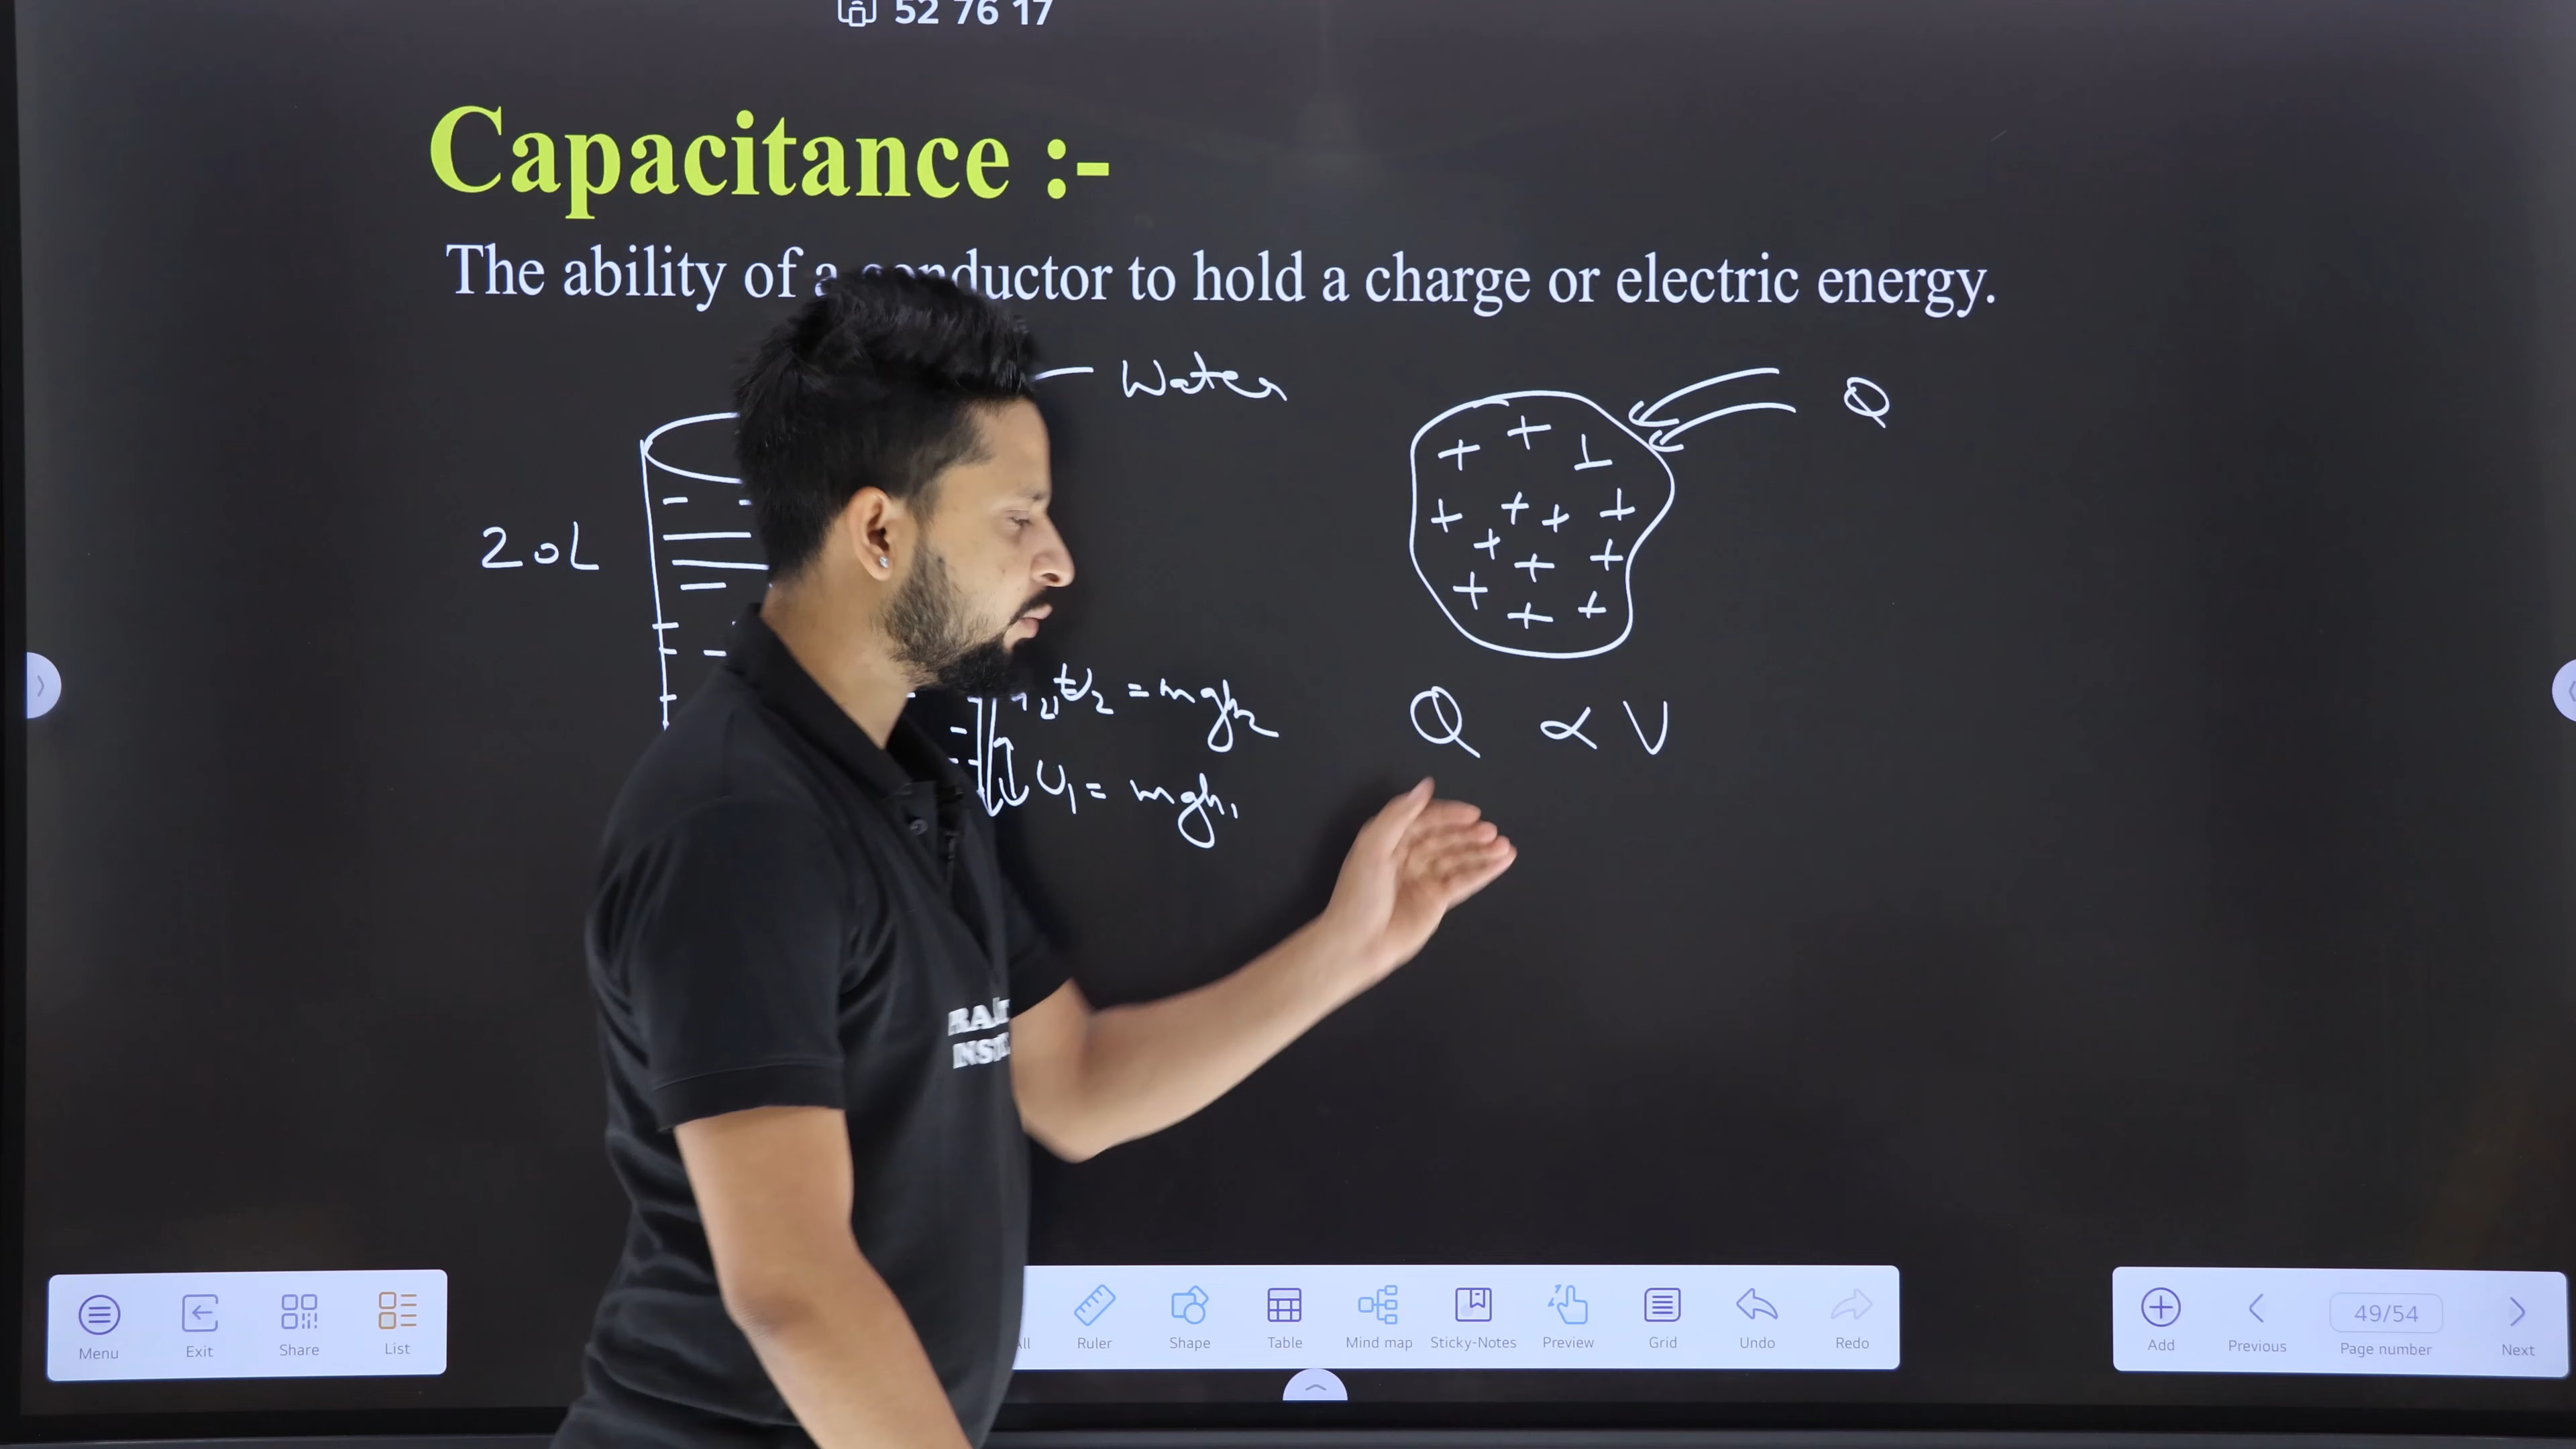 52 76 17
Capacitance :-
The ability of a conductor to hold a charge or electric energy.
Water
Q
20L
= mgh2
U1 = mgh1
Q ∝ V
Menu
Exit
Share
List
Ruler
Shape
Table
Mind map
Sticky-Notes
Preview
Grid
Undo
Redo
Add
Previous
49/54
Page number
Next